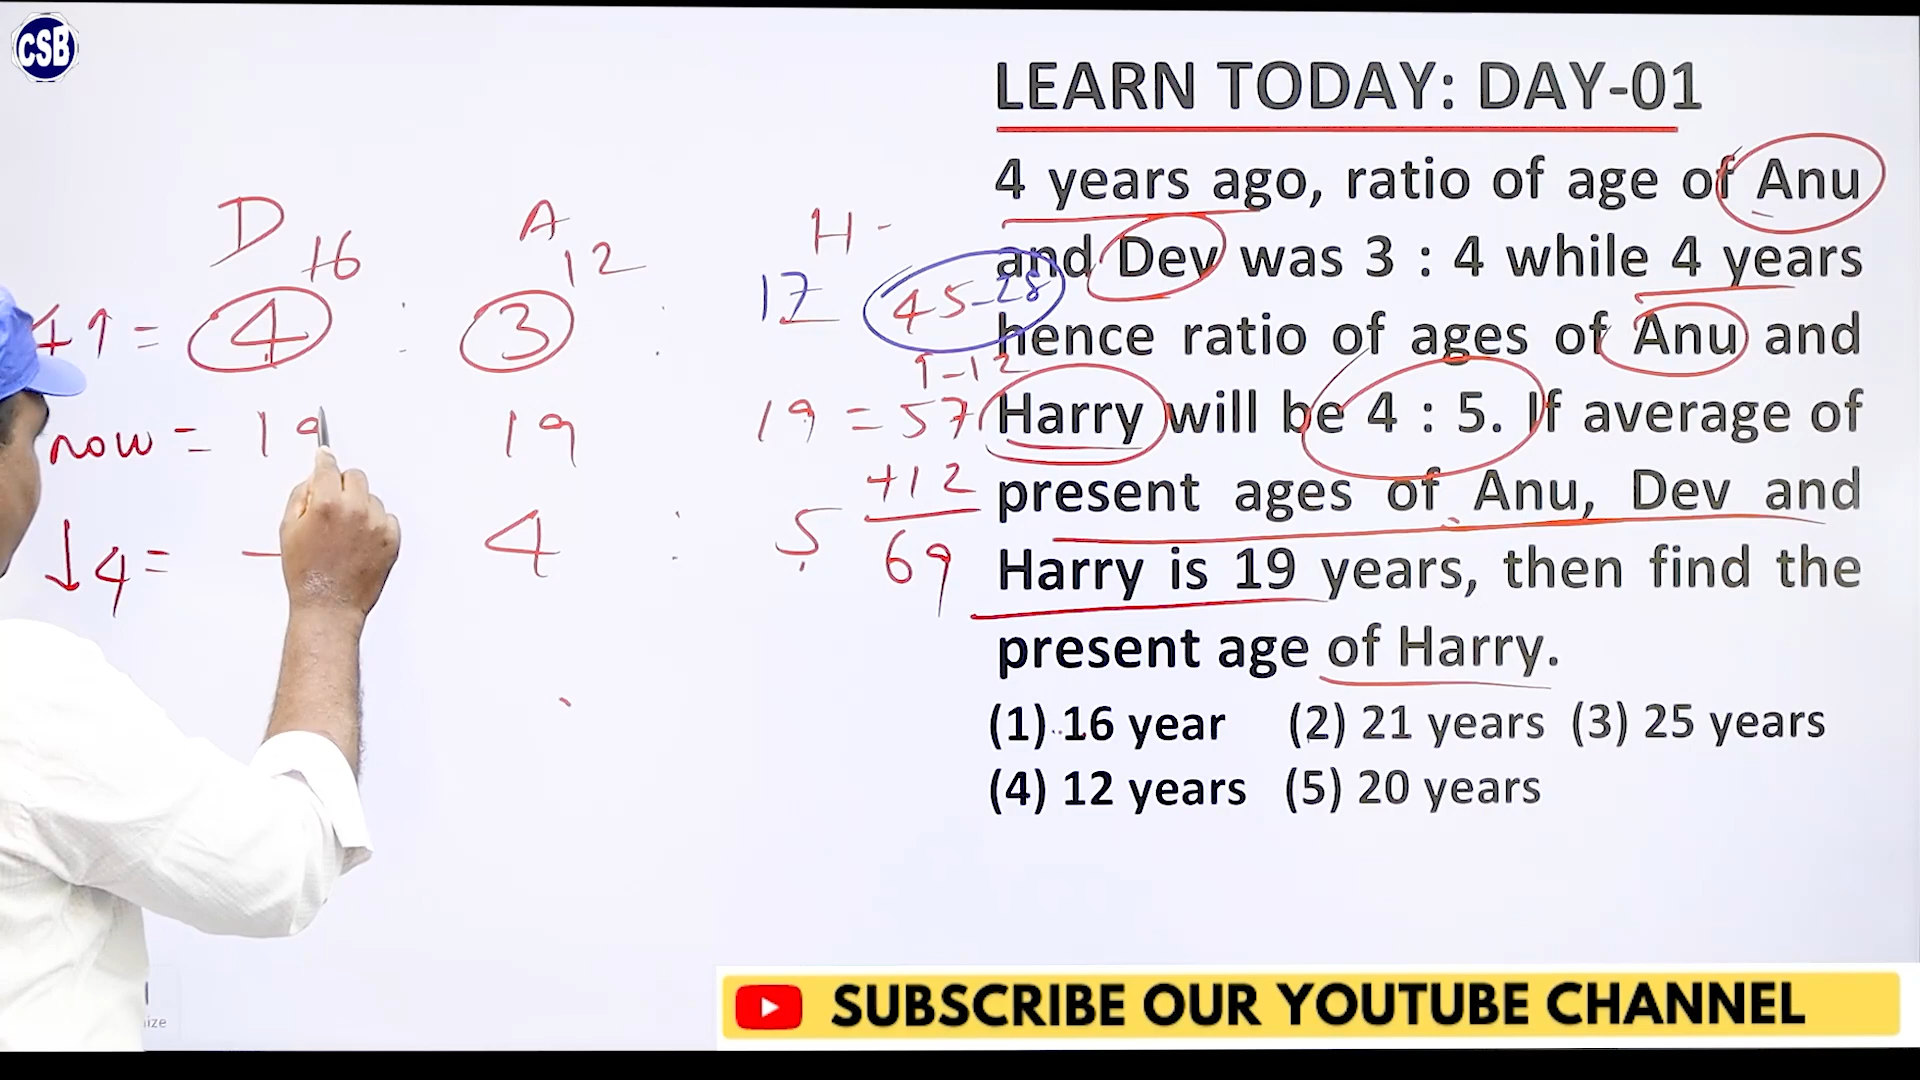 CSB
LEARN TODAY: DAY-01
4 years ago, ratio of age of Anu
and Dev was 3 : 4 while 4 years
hence ratio of ages of Anu and
Harry will be 4 : 5. If average of
present ages of Anu, Dev and
Harry is 19 years, then find the
present age of Harry.
(1) 16 year (2) 21 years (3) 25 years
(4) 12 years (5) 20 years
D A H -
16 12
4↑ = 4 : 3 : 17 45-28
9-12
now = 19 19 19 = 57
+12
↓4 = - 4 : 5
69
SUBSCRIBE OUR YOUTUBE CHANNEL